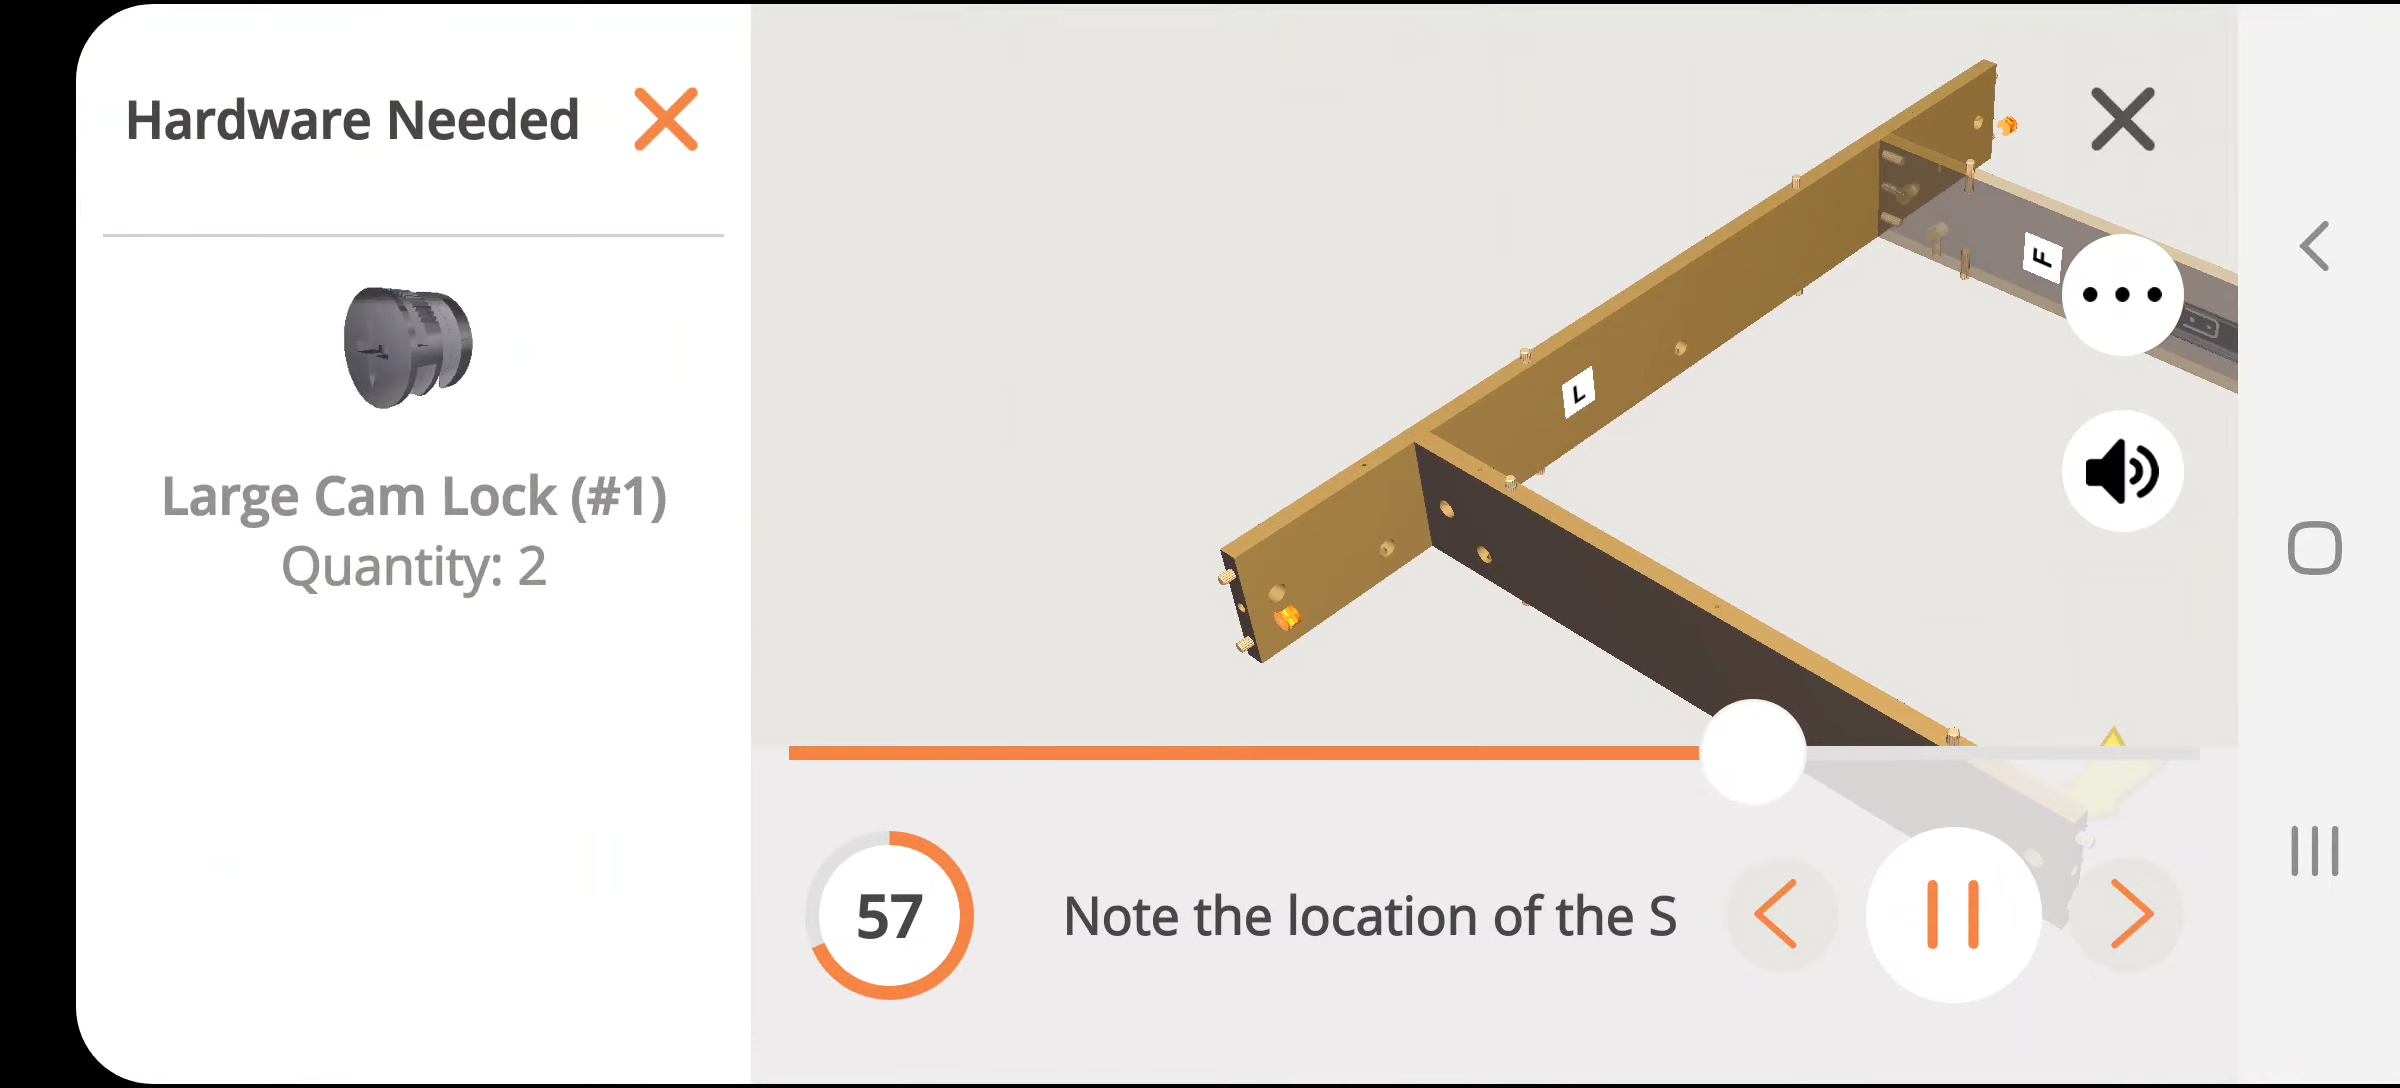 Hardware Needed
Large Cam Lock (#1)
Quantity: 2
F
L
57
Note the location of the S